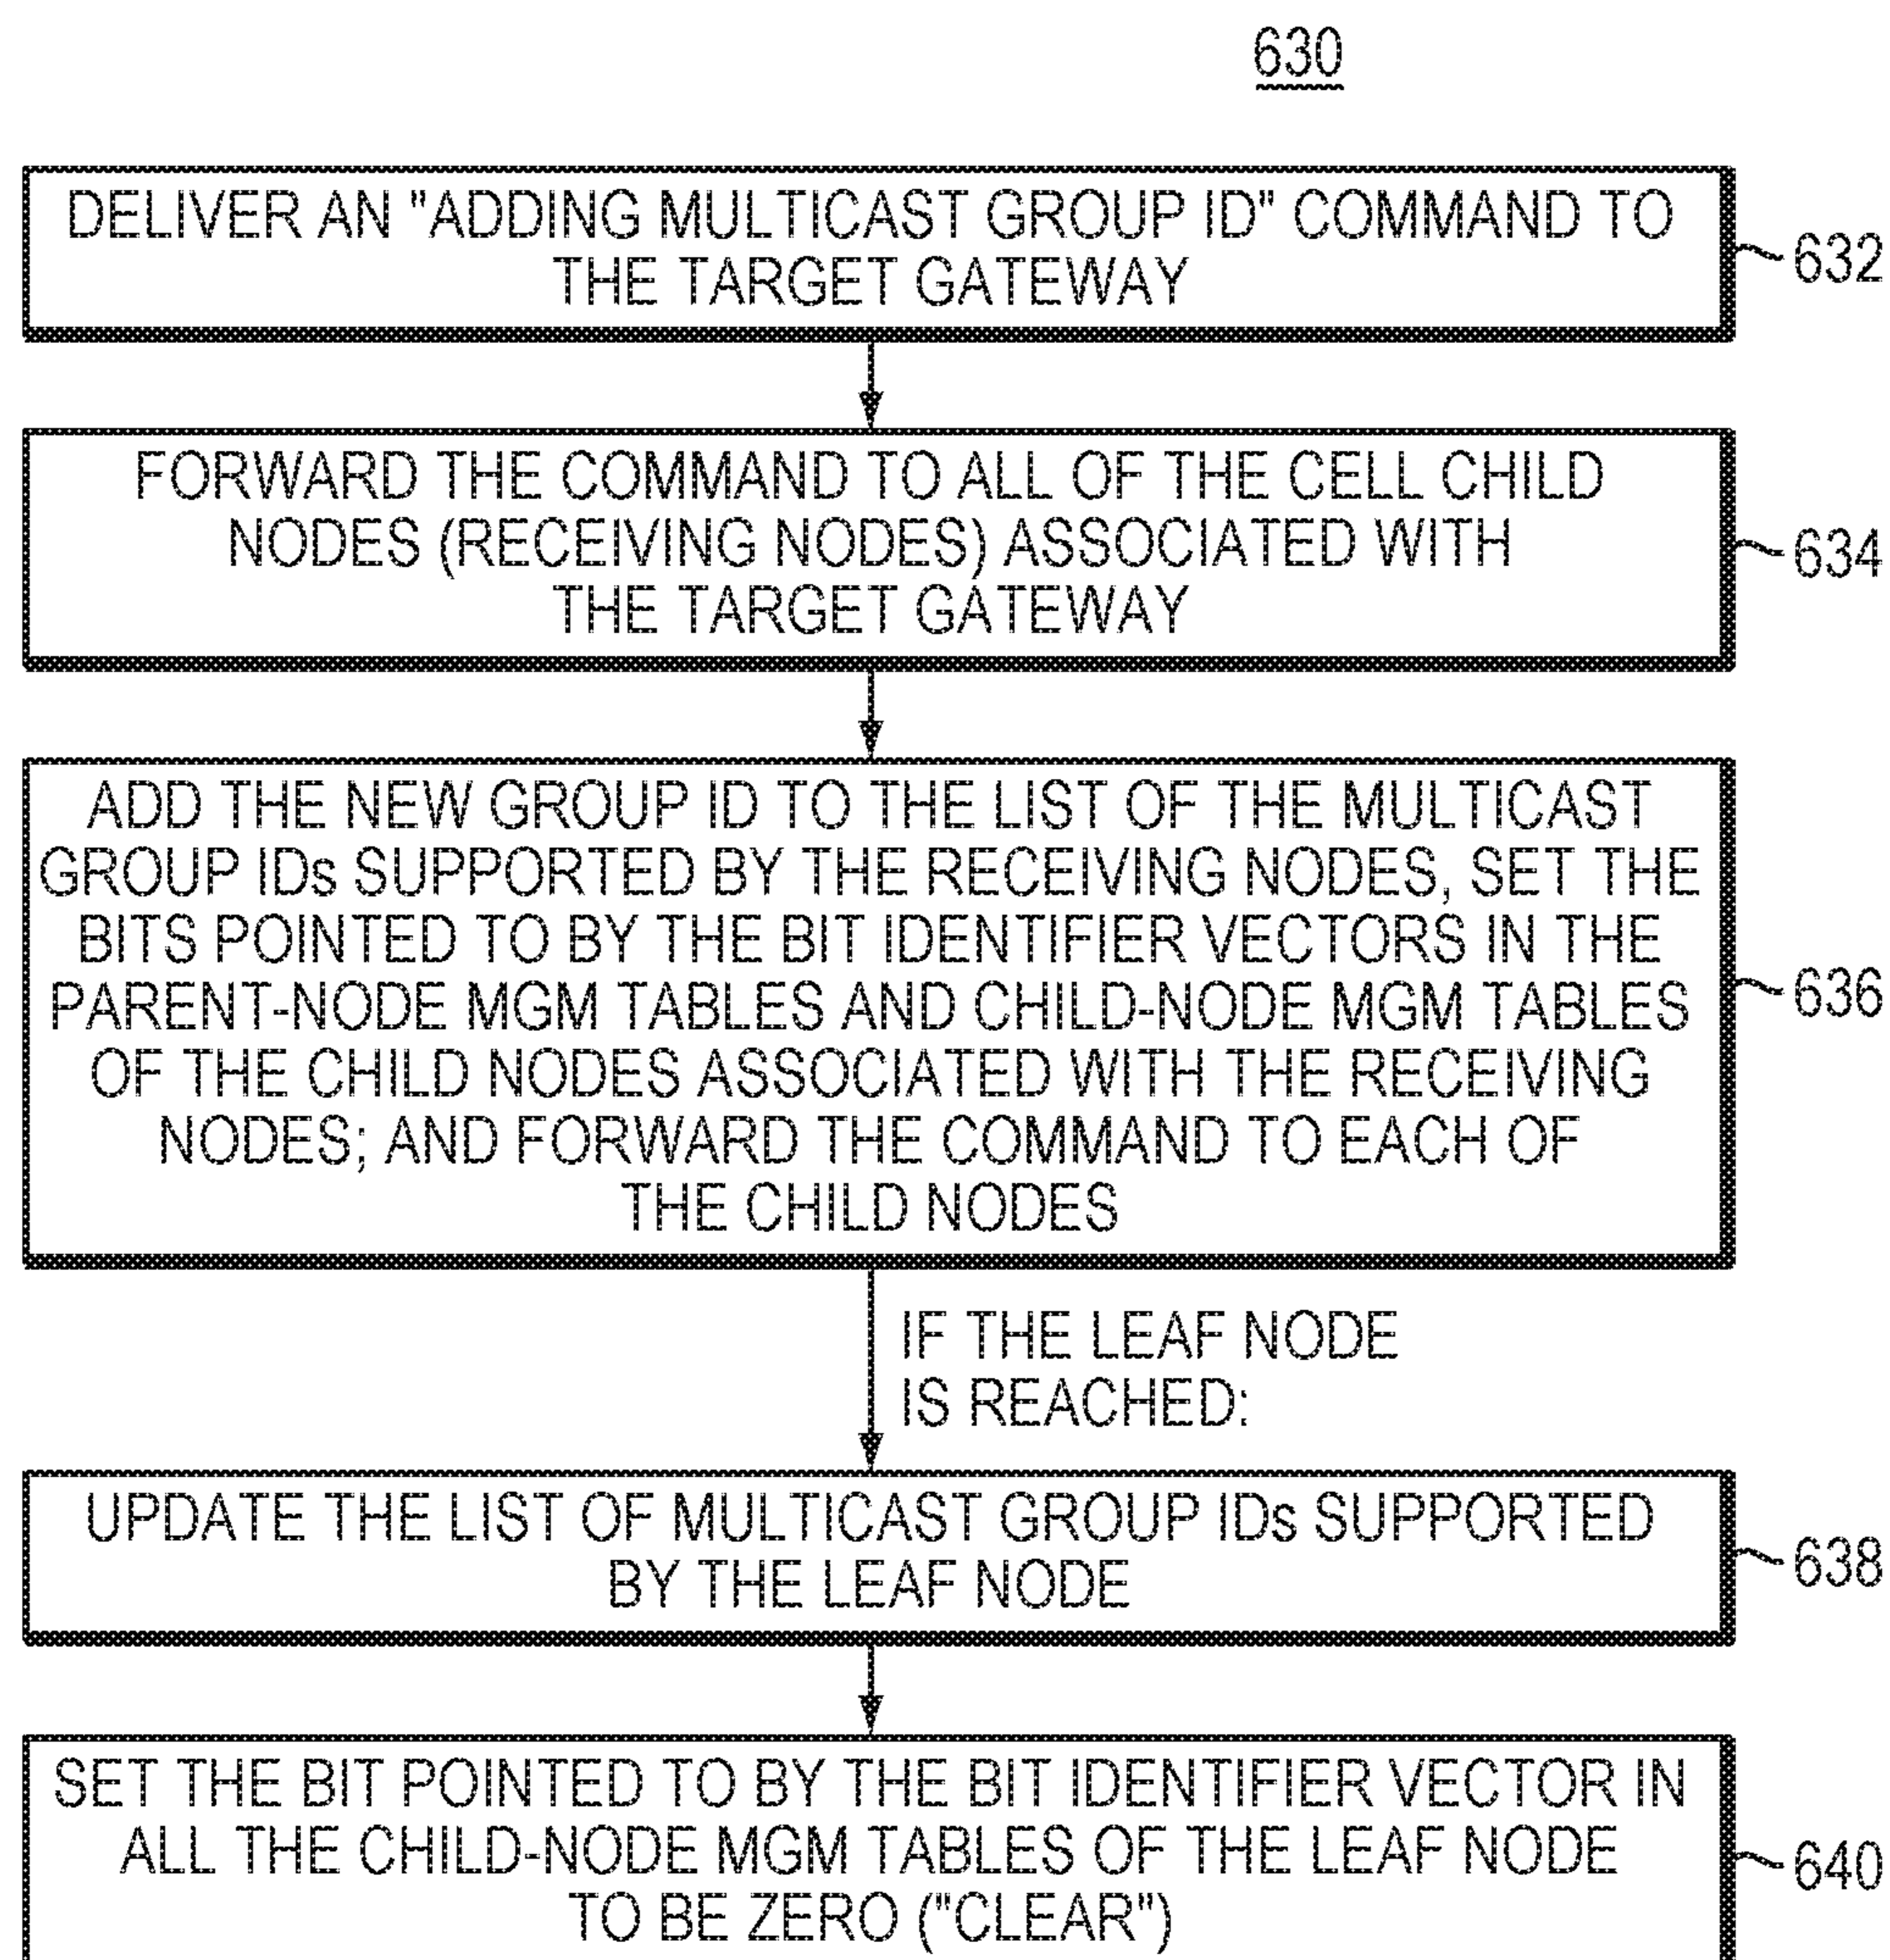 630
DELIVER AN "ADDING MULTICAST GROUP ID" COMMAND TO
THE TARGET GATEWAY
632
FORWARD THE COMMAND TO ALL OF THE CELL CHILD
NODES (RECEIVING NODES) ASSOCIATED WITH
THE TARGET GATEWAY
634
ADD THE NEW GROUP ID TO THE LIST OF THE MULTICAST
GROUP IDs SUPPORTED BY THE RECEIVING NODES, SET THE
BITS POINTED TO BY THE BIT IDENTIFIER VECTORS IN THE
PARENT-NODE MGM TABLES AND CHILD-NODE MGM TABLES
OF THE CHILD NODES ASSOCIATED WITH THE RECEIVING
NODES; AND FORWARD THE COMMAND TO EACH OF
THE CHILD NODES
636
IF THE LEAF NODE
IS REACHED:
UPDATE THE LIST OF MULTICAST GROUP IDs SUPPORTED
BY THE LEAF NODE
638
SET THE BIT POINTED TO BY THE BIT IDENTIFIER VECTOR IN
ALL THE CHILD-NODE MGM TABLES OF THE LEAF NODE
TO BE ZERO ("CLEAR")
640